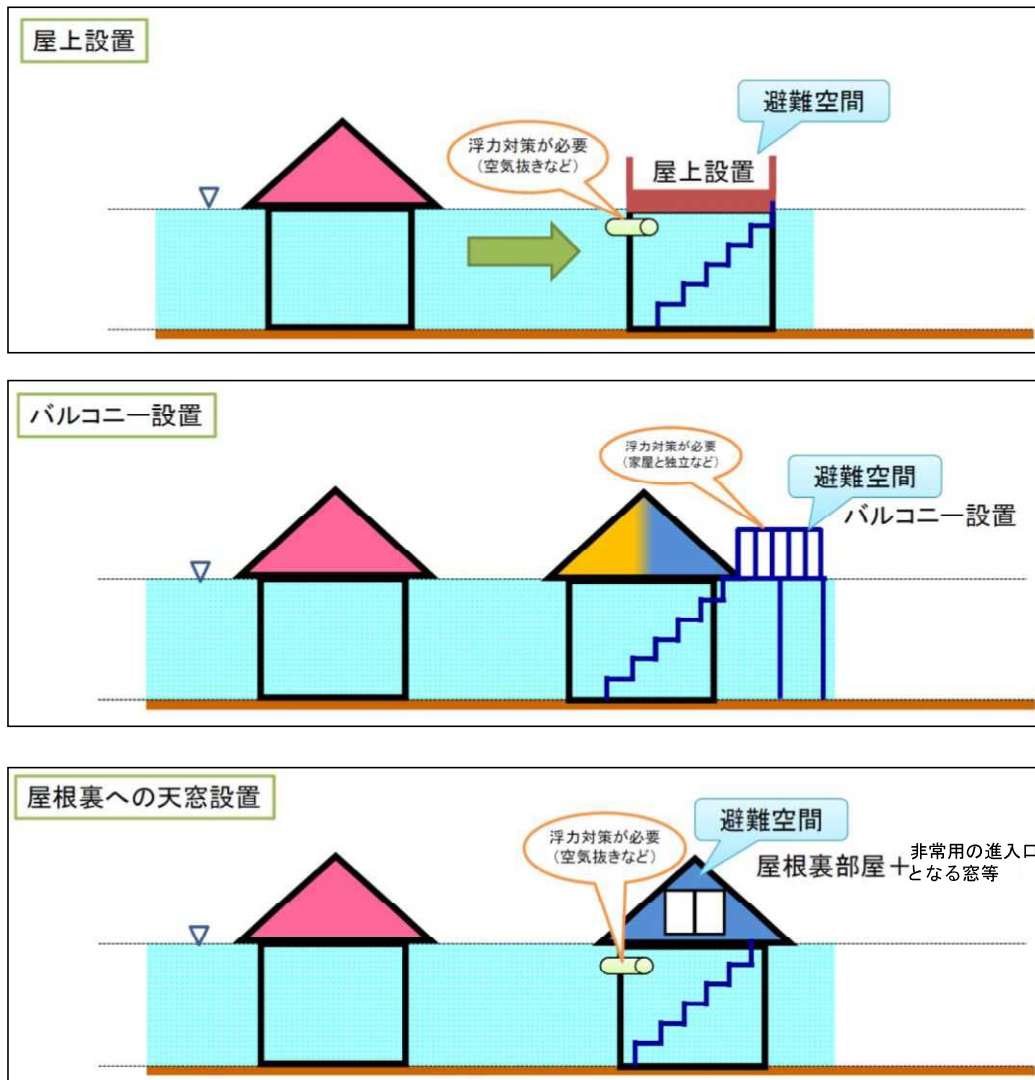 屋上設置
避難空間
浮力対策が必要
(空気抜きなど)
屋上設置
バルコニー設置
浮力対策が必要
(家屋と独立など)
避難空間
バルコニー設置
屋根裏への天窓設置
避難空間
浮力対策が必要
(空気抜きなど)
屋根裏部屋+非常用の進入口
となる窓等